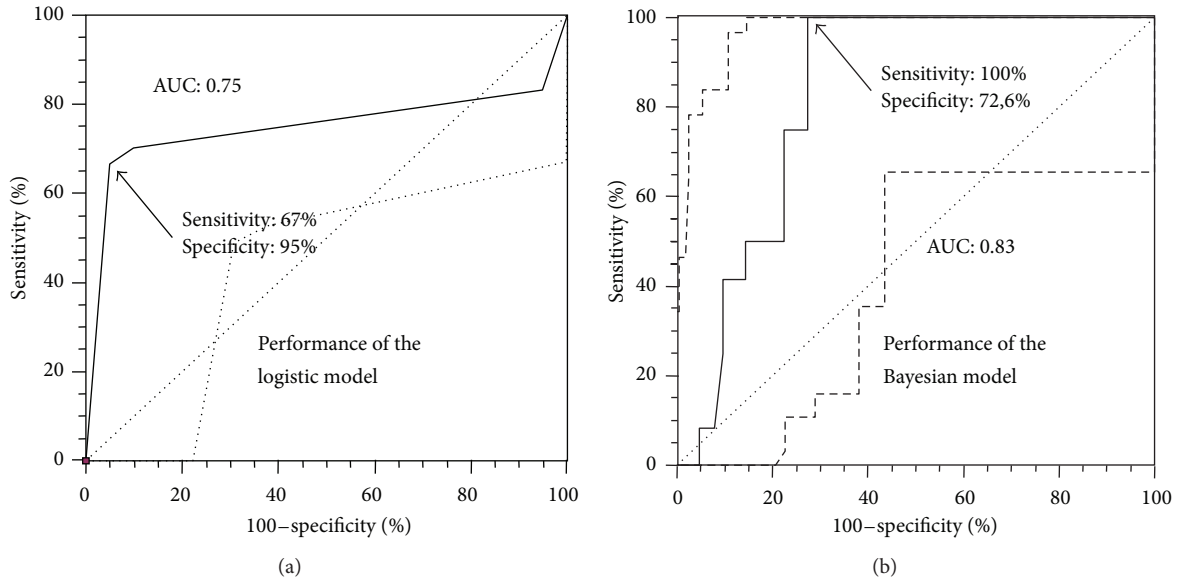 100
80
60
40
20
0
Sensitivity (%)
AUC: 0.75
Sensitivity: 67%
Specificity: 95%
Performance of the
logistic model
0
20
40
60
80
100
100–specificity (%)
(a)
100
80
60
40
20
0
Sensitivity (%)
Sensitivity: 100%
Specificity: 72,6%
AUC: 0.83
Performance of the
Bayesian model
0
20
40
60
80
100
100–specificity (%)
(b)